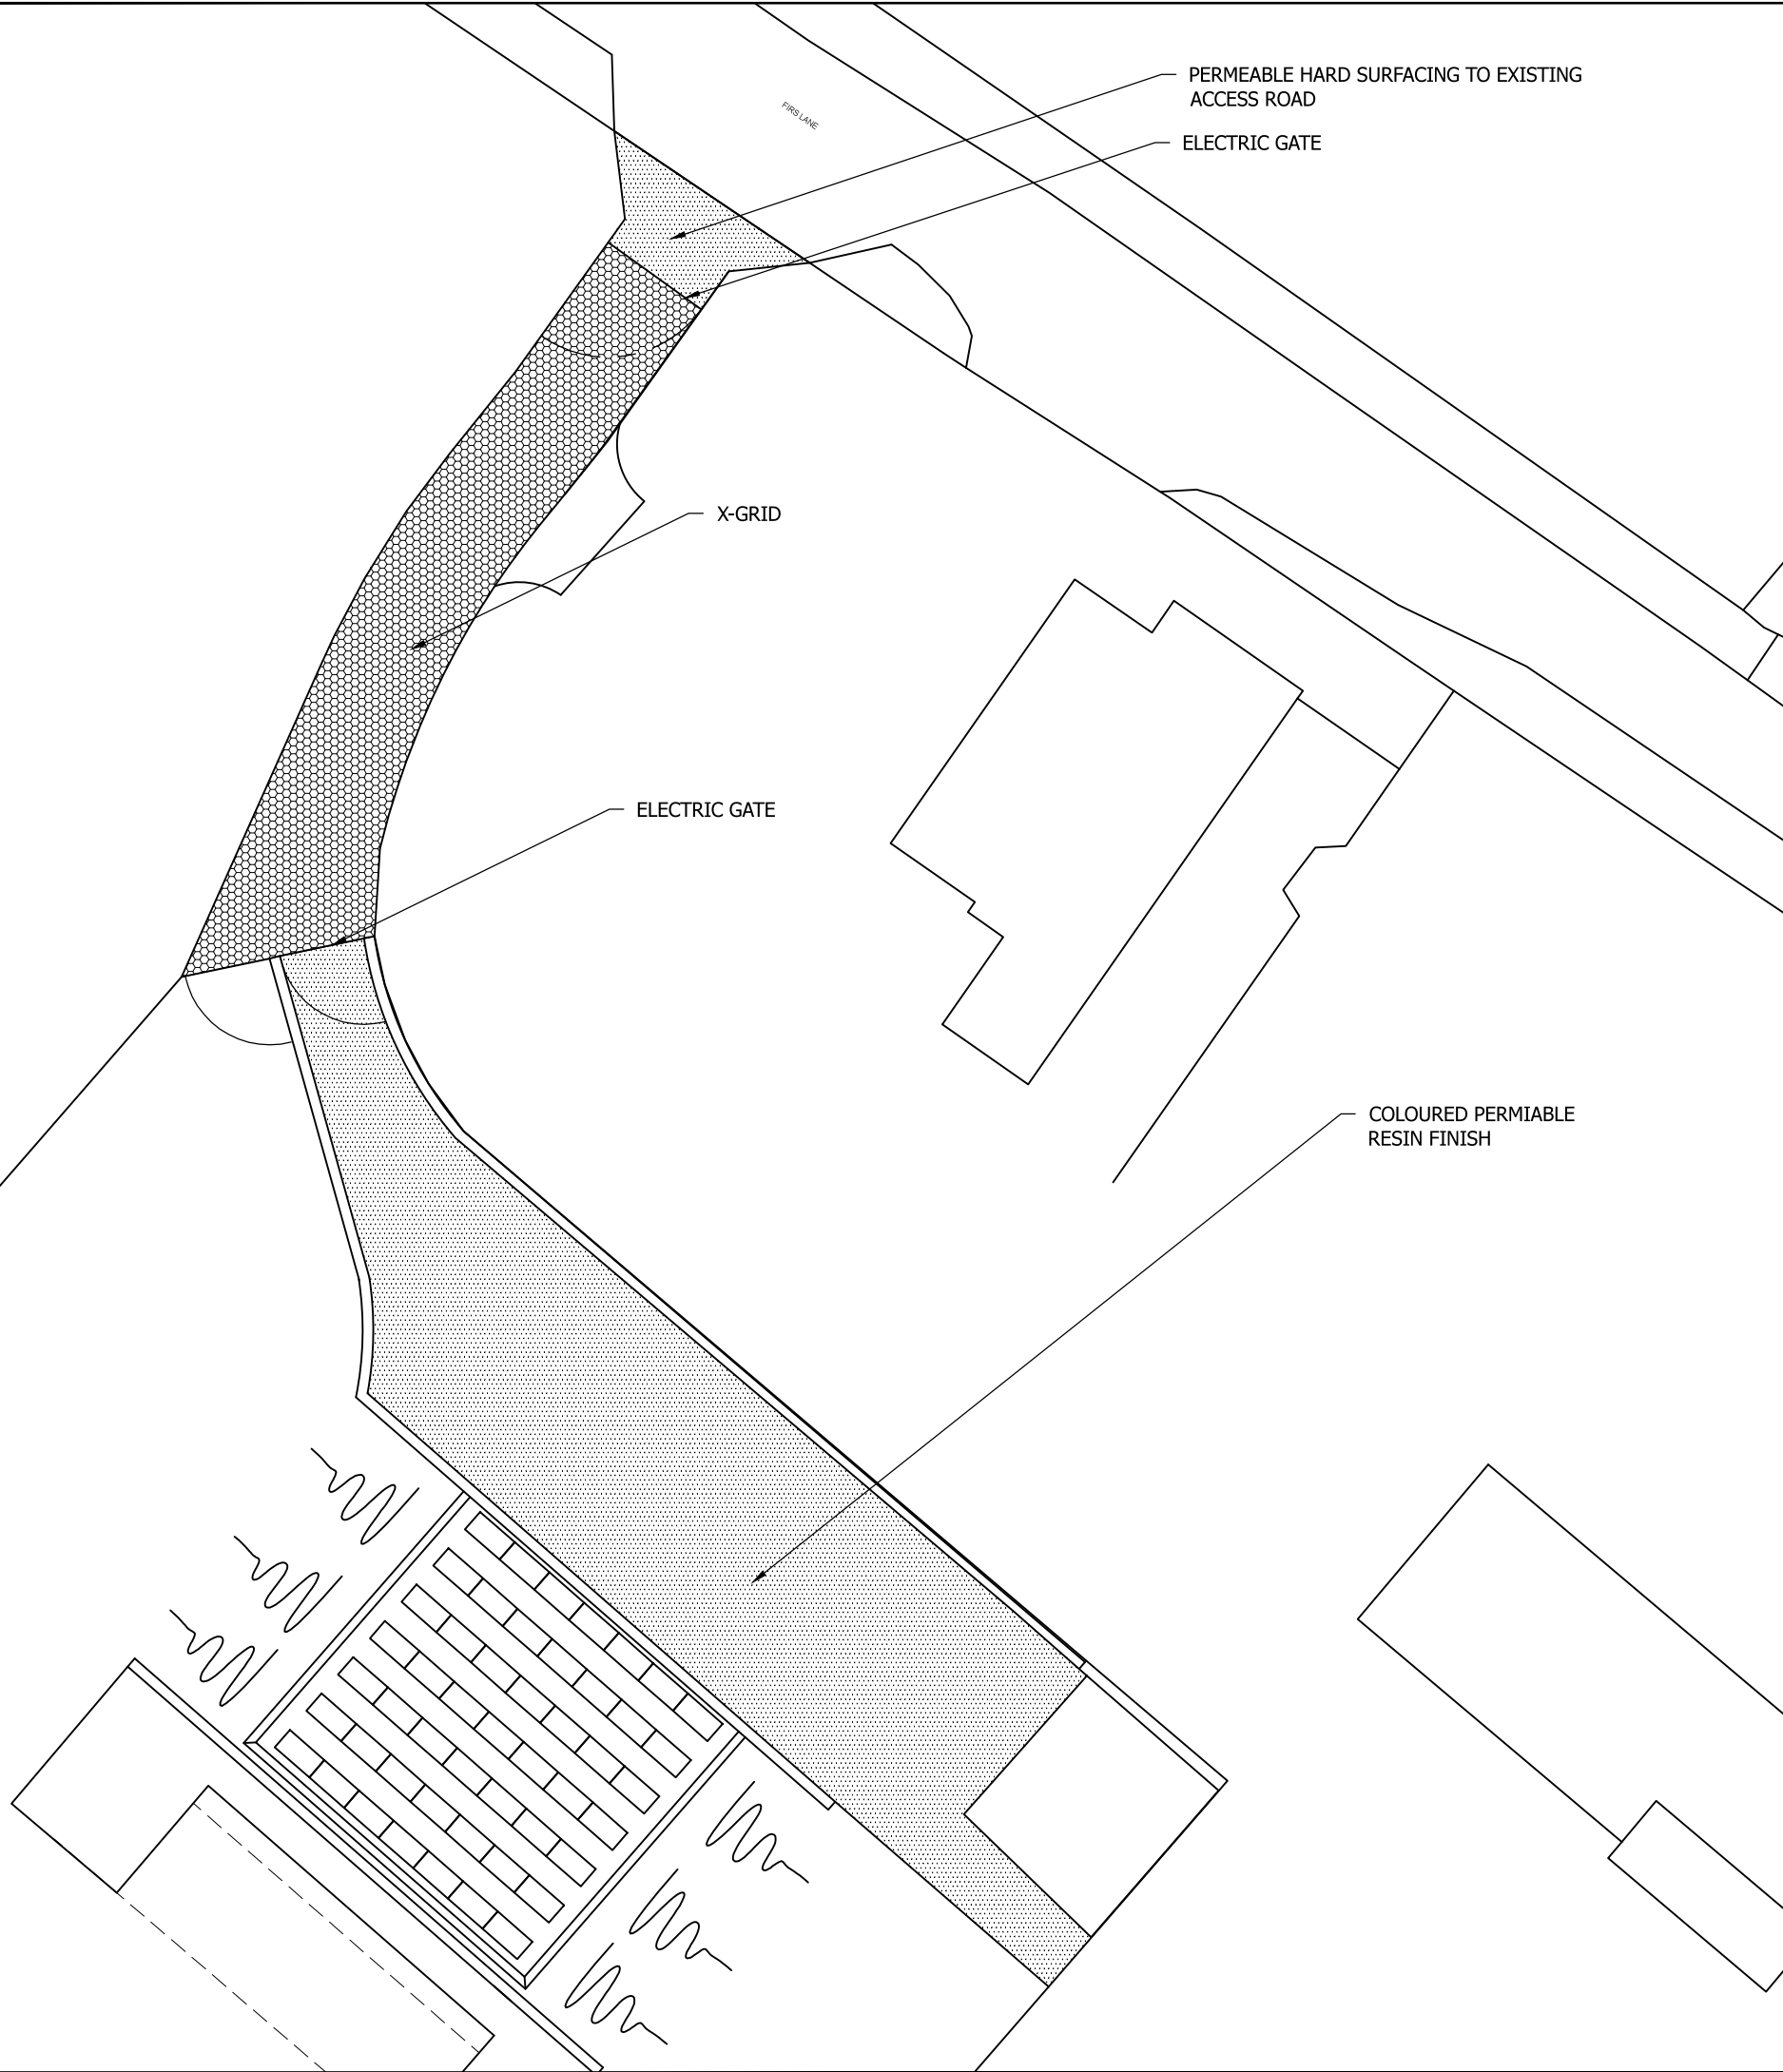 PERMEABLE HARD SURFACING TO EXISTING
ACCESS ROAD
FIRS LANE
ELECTRIC GATE
X-GRID
ELECTRIC GATE
COLOURED PERMIABLE
RESIN FINISH